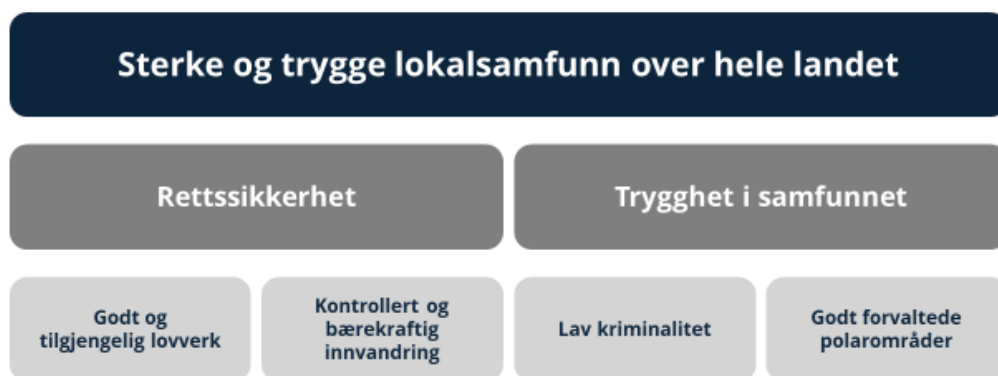 Sterke og trygge lokalsamfunn over hele landet
Rettssikkerhet
Trygghet i samfunnet
Godt og
tilgjengelig lovverk
Kontrollert og
bærekraftig
innvandring
Lav kriminalitet
Godt forvaltede
polarområder